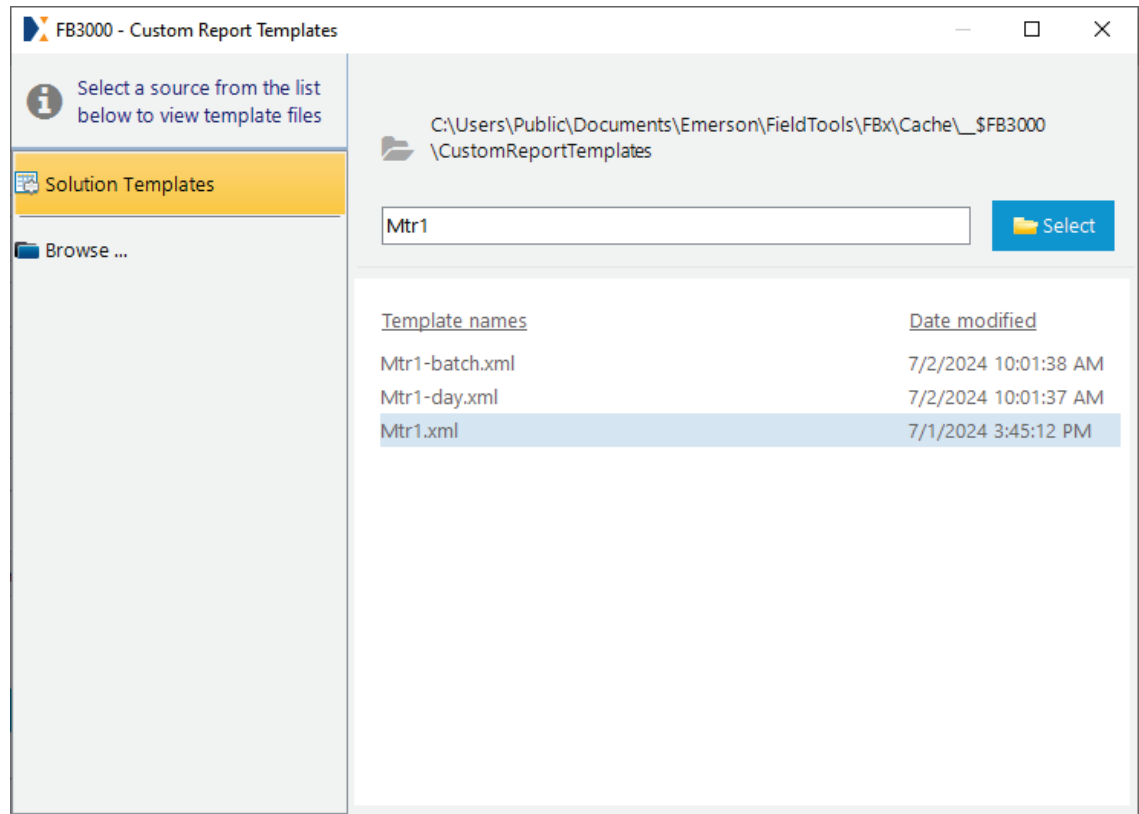 FB3000 - Custom Report Templates
Select a source from the list
below to view template files
Solution Templates
Browse ...
C:\Users\Public\Documents\Emerson\FieldTools\FBx\Cache\__$FB3000
\CustomReportTemplates
Mtr1
Select
Template names Date modified
Mtr1-batch.xml 7/2/2024 10:01:38 AM
Mtr1-day.xml 7/2/2024 10:01:37 AM
Mtr1.xml 7/1/2024 3:45:12 PM